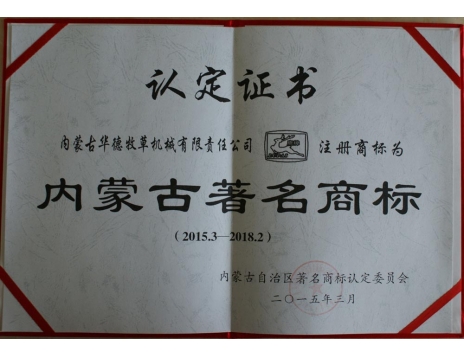 认定证书
内蒙古华德牧草机械有限责任公司 注册商标为
内蒙古著名商标
(2015.3—2018.2)
内蒙古自治区著名商标认定委员会
二〇一五年三月